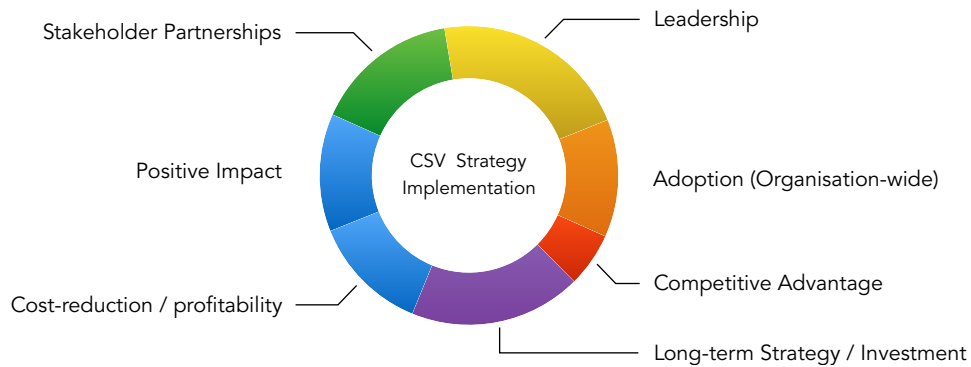 Leadership
Stakeholder Partnerships
CSV Strategy
Implementation
Positive Impact
Adoption (Organisation-wide)
Competitive Advantage
Cost-reduction / profitability
Long-term Strategy / Investment